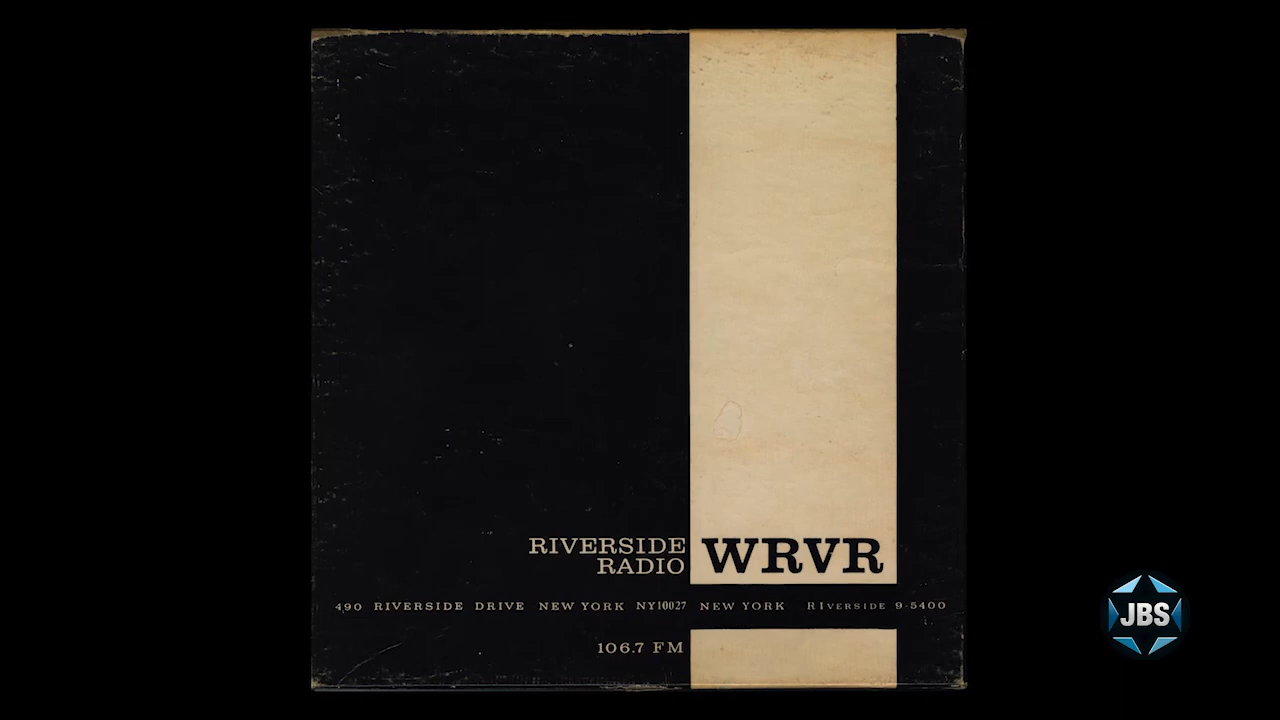 RIVERSIDE
RADIO
WRVR
490 RIVERSIDE DRIVE NEW YORK NY10027 NEW YORK RIVERSIDE 9-5400
106.7 FM
JBS